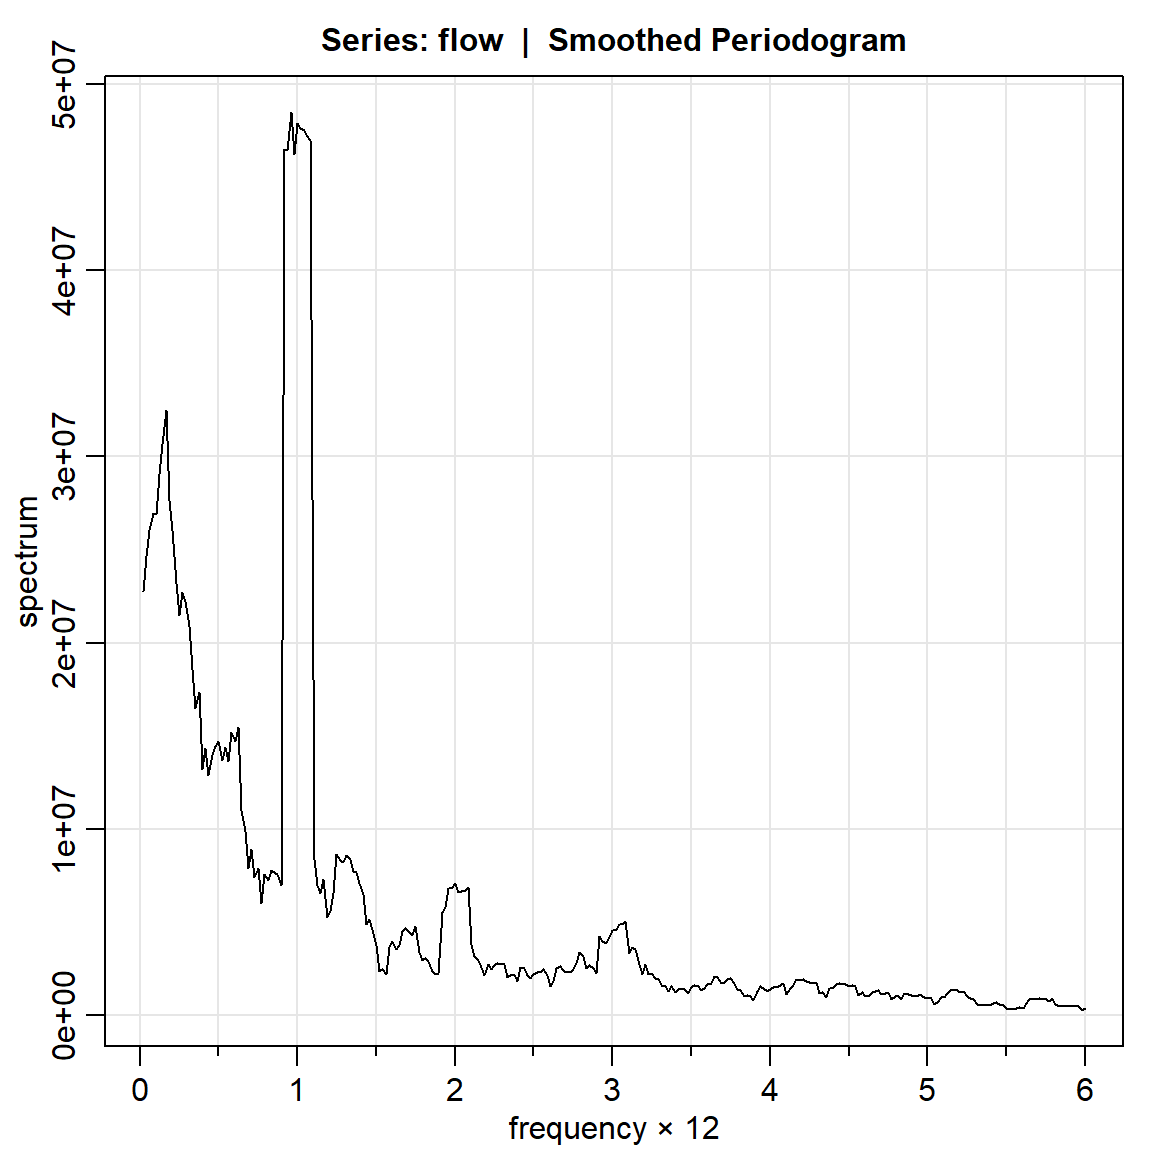 Series: flow | Smoothed Periodogram
spectrum
5e+07
4e+07
3e+07
2e+07
1e+07
0e+00
0 1 2 3 4 5 6
frequency × 12